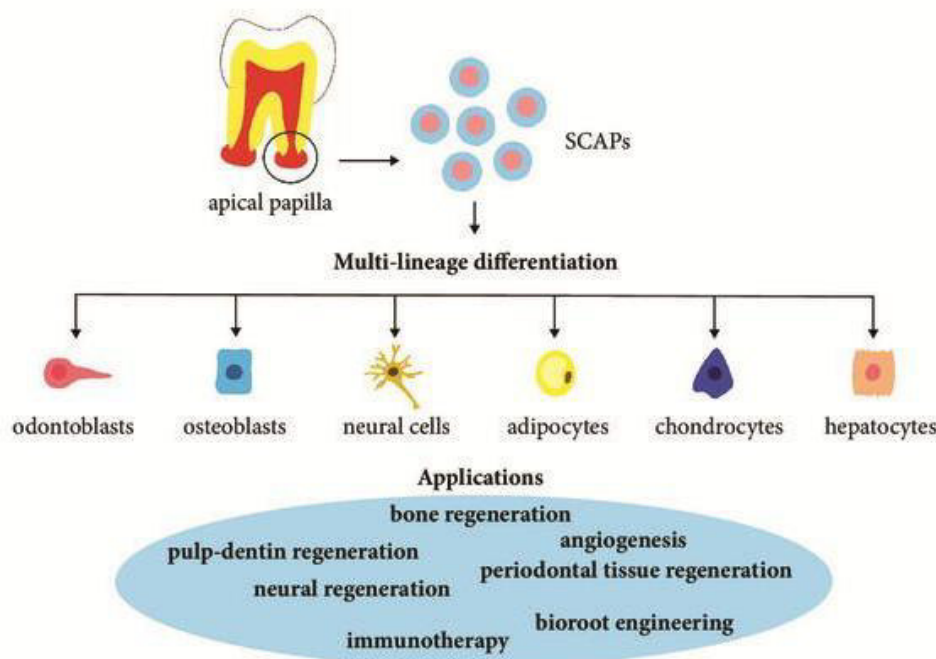 SCAPs
apical papilla
Multi-lineage differentiation
odontoblasts
osteoblasts
neural cells
adipocytes
chondrocytes
hepatocytes
Applications
bone regeneration
angiogenesis
pulp-dentin regeneration
periodontal tissue regeneration
neural regeneration
bioroot engineering
immunotherapy